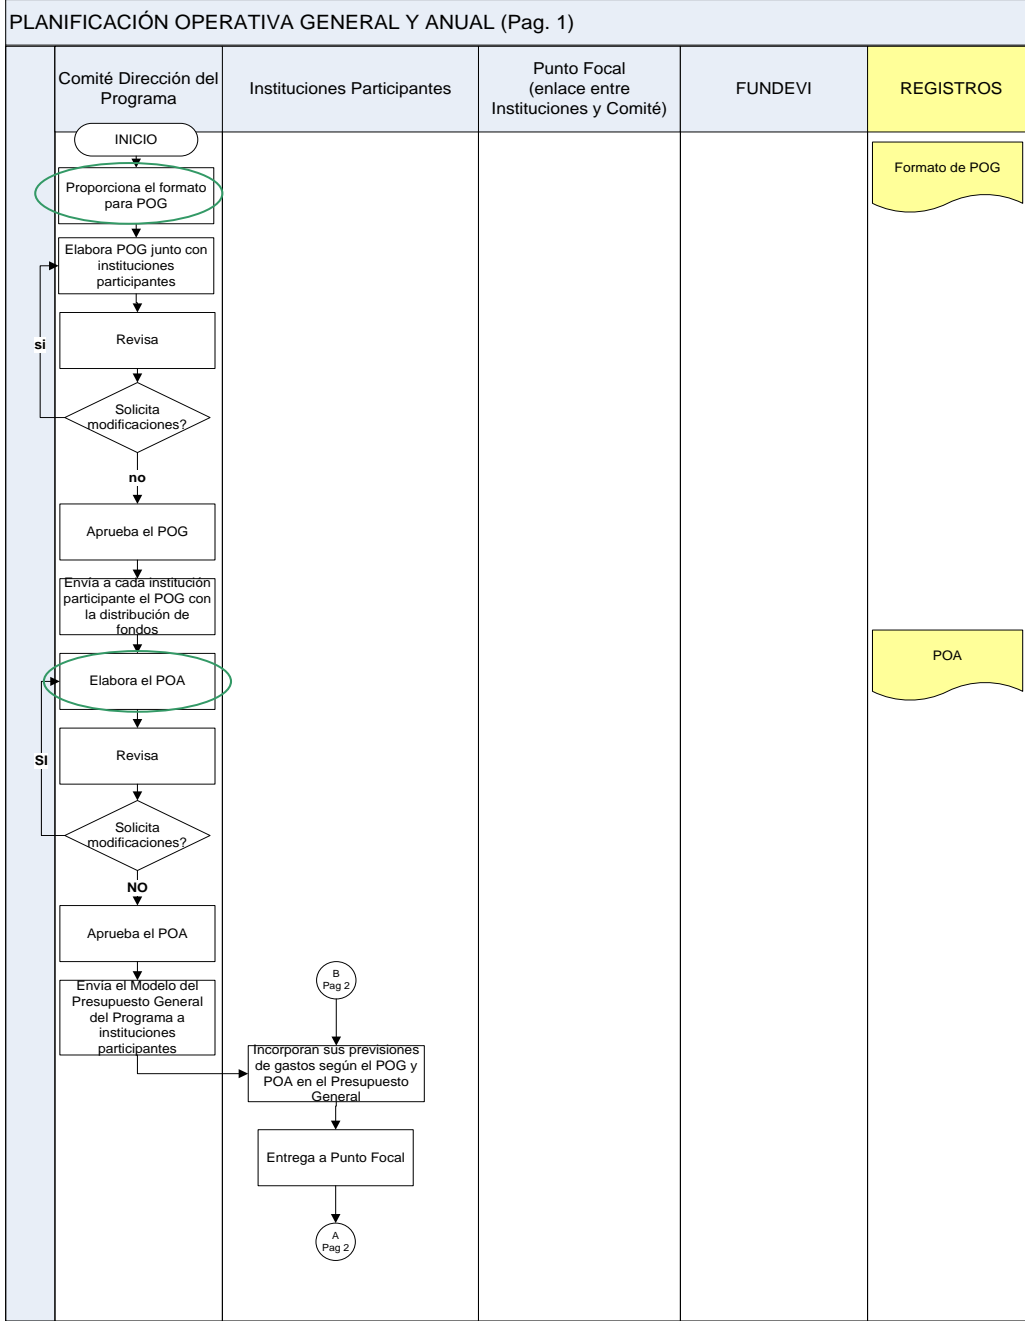 PLANIFICACIÓN OPERATIVA GENERAL Y ANUAL (Pag. 1)
Comité Dirección del
Programa
Instituciones Participantes
Punto Focal
(enlace entre
Instituciones y Comité)
FUNDEVI
REGISTROS
INICIO
Proporciona el formato
para POG
Formato de POG
Elabora POG junto con
instituciones
participantes
Revisa
si
Solicita
modificaciones?
no
Aprueba el POG
Envía a cada institución
participante el POG con
la distribución de
fondos
Elabora el POA
POA
Revisa
SI
Solicita
modificaciones?
NO
Aprueba el POA
Envía el Modelo del
Presupuesto General
del Programa a
instituciones
participantes
B
Pag 2
Incorporan sus previsiones
de gastos según el POG y
POA en el Presupuesto
General
Entrega a Punto Focal
A
Pag 2